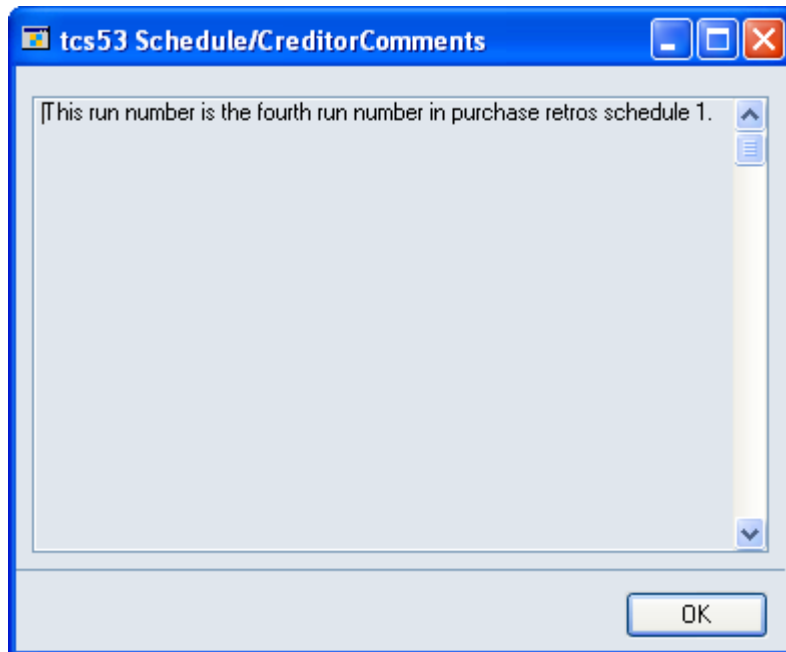 tcs53 Schedule/CreditorComments
This run number is the fourth run number in purchase retros schedule 1.
OK